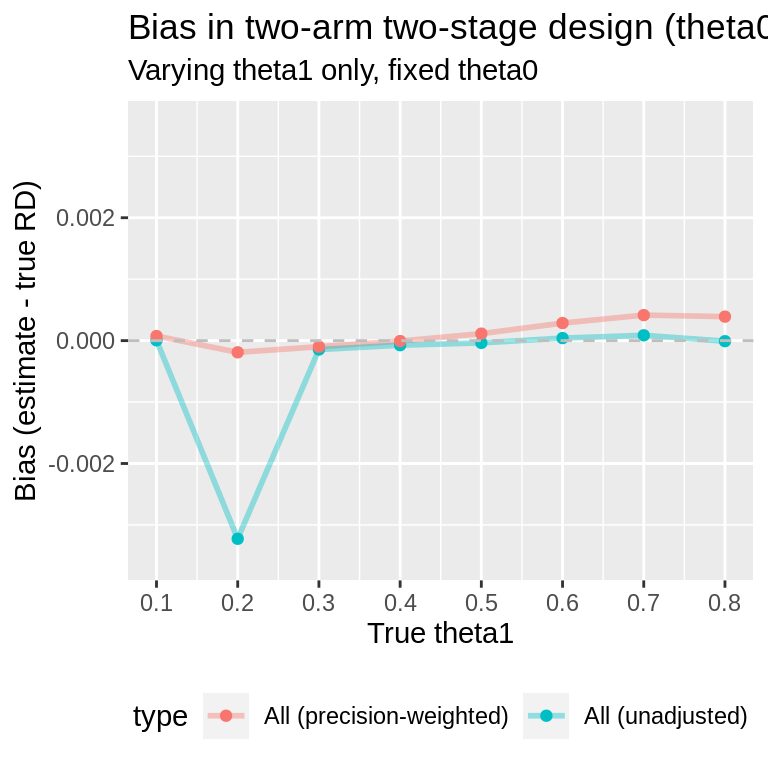 Bias in two-arm two-stage design (theta0
Varying theta1 only, fixed theta0
Bias (estimate - true RD)
0.002
0.000
-0.002
0.1 0.2 0.3 0.4 0.5 0.6 0.7 0.8
True theta1
type All (precision-weighted) All (unadjusted)